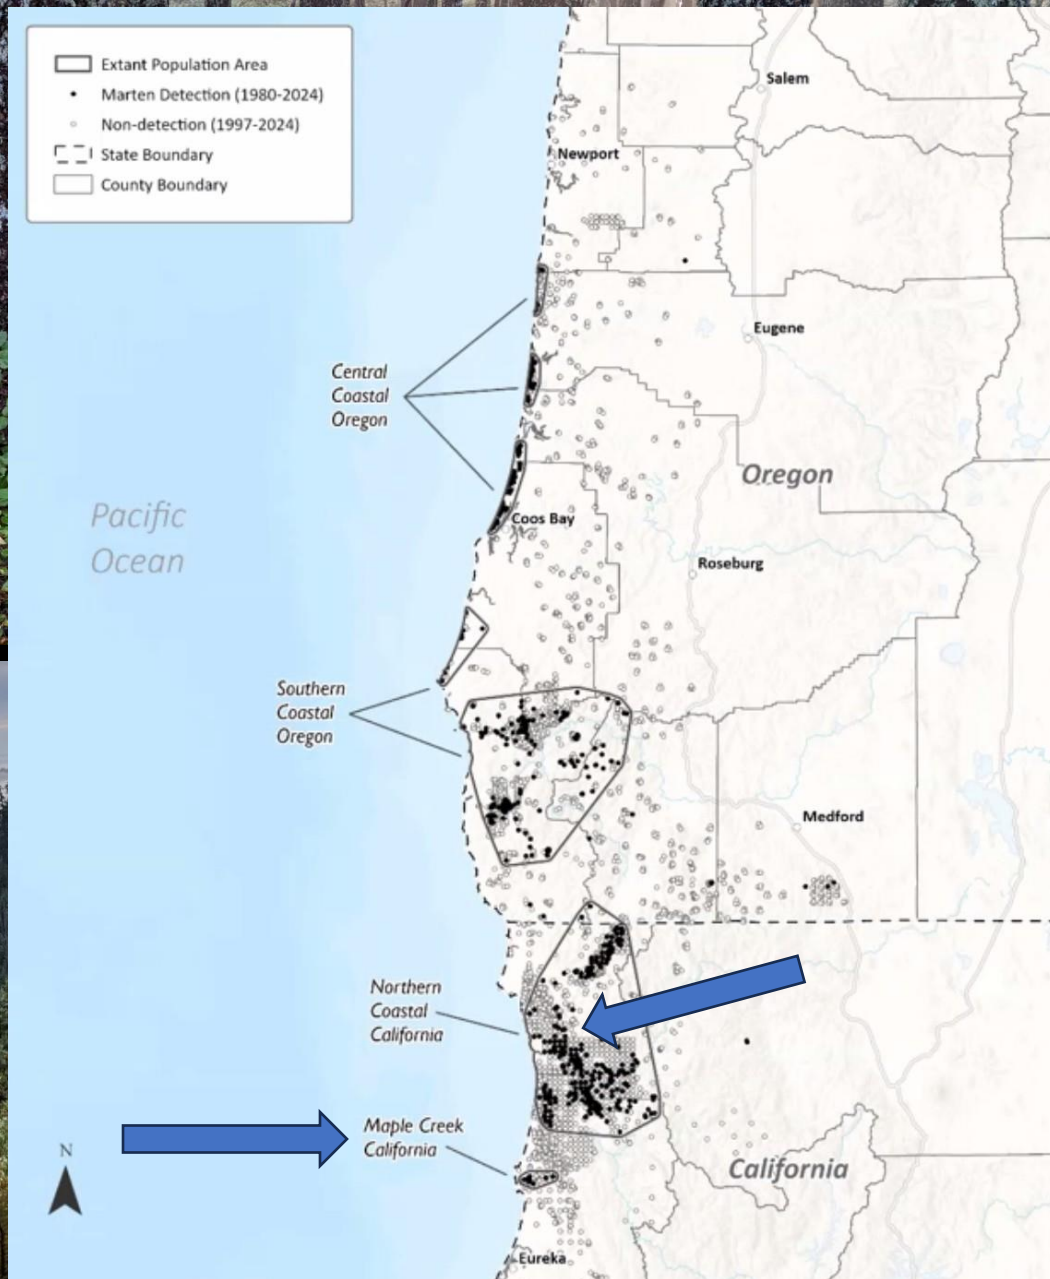 Extant Population Area
Marten Detection (1980-2024)
Non-detection (1997-2024)
State Boundary
County Boundary
Salem
Newport
Eugene
Central
Coastal
Oregon
Oregon
Pacific
Ocean
Coos Bay
Roseburg
Southern
Coastal
Oregon
Medford
Northern
Coastal
California
Maple Creek
California
N
California
Eureka